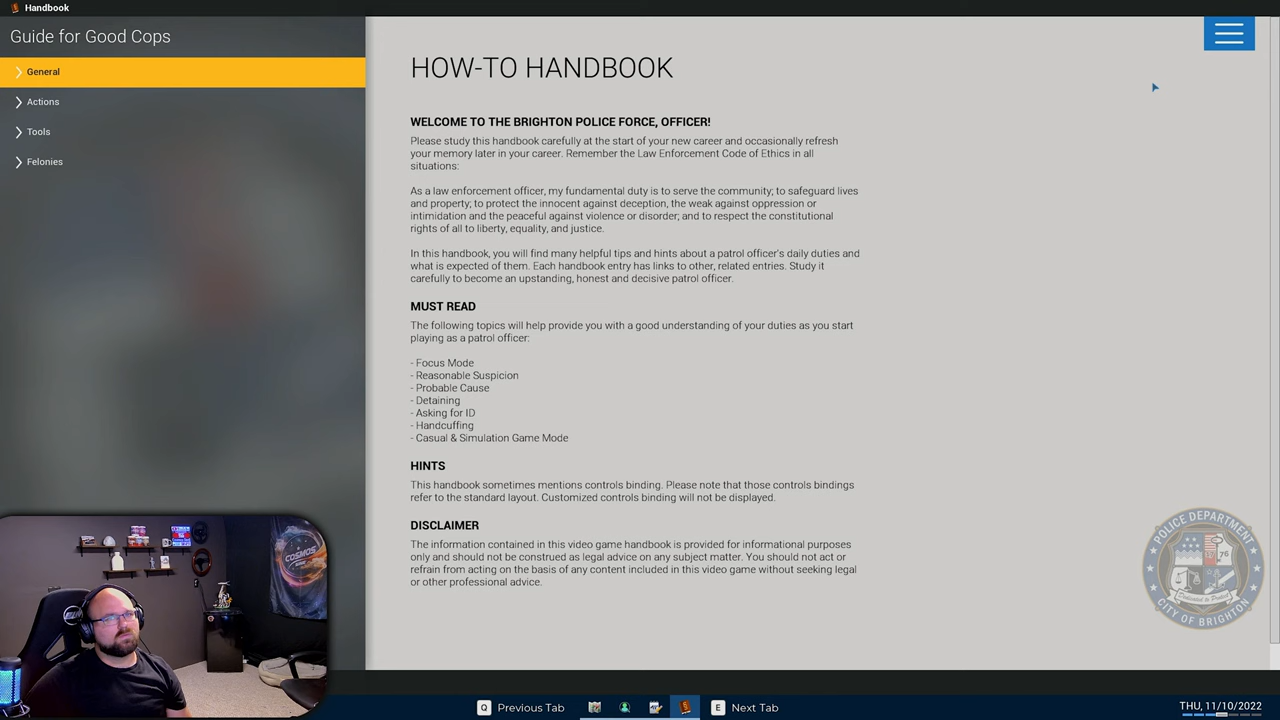 Handbook
Guide for Good Cops
General
Actions
Tools
Felonies
HOW-TO HANDBOOK
WELCOME TO THE BRIGHTON POLICE FORCE, OFFICER!
Please study this handbook carefully at the start of your new career and occasionally refresh
your memory later in your career. Remember the Law Enforcement Code of Ethics in all
situations:
As a law enforcement officer, my fundamental duty is to serve the community; to safeguard lives
and property; to protect the innocent against deception, the weak against oppression or
intimidation and the peaceful against violence or disorder; and to respect the constitutional
rights of all to liberty, equality, and justice.
In this handbook, you will find many helpful tips and hints about a patrol officer's daily duties and
what is expected of them. Each handbook entry has links to other, related entries. Study it
carefully to become an upstanding, honest and decisive patrol officer.
MUST READ
The following topics will help provide you with a good understanding of your duties as you start
playing as a patrol officer:
- Focus Mode
- Reasonable Suspicion
- Probable Cause
- Detaining
- Asking for ID
- Handcuffing
- Casual & Simulation Game Mode
HINTS
This handbook sometimes mentions controls binding. Please note that those controls bindings
refer to the standard layout. Customized controls binding will not be displayed.
DISCLAIMER
The information contained in this video game handbook is provided for informational purposes
only and should not be construed as legal advice on any subject matter. You should not act or
refrain from acting on the basis of any content included in this video game without seeking legal
or other professional advice.
POLICE DEPARTMENT
76
CITY OF BRIGHTON
COSMOS
Q Previous Tab
E Next Tab
THU, 11/10/2022